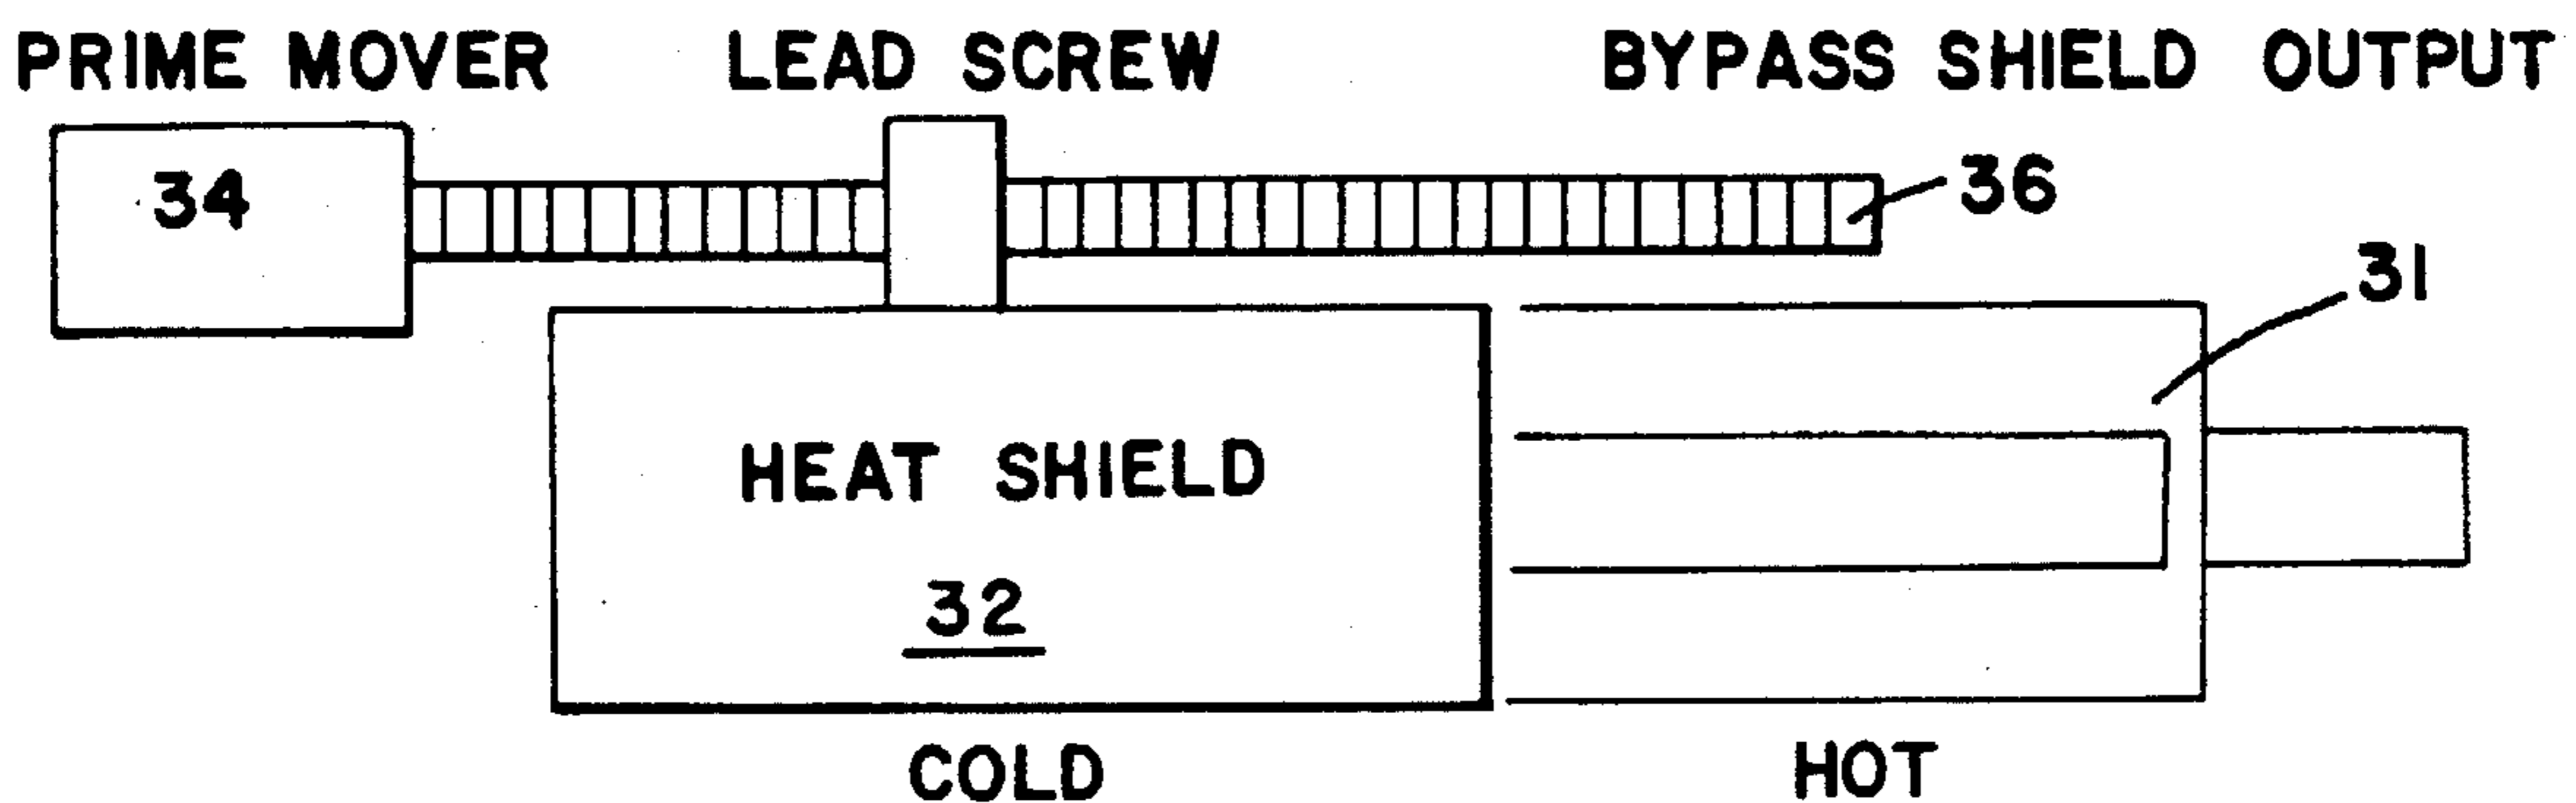 PRIME MOVER
LEAD SCREW
BYPASS SHIELD OUTPUT
34
36
31
HEAT SHIELD
32
COLD
HOT